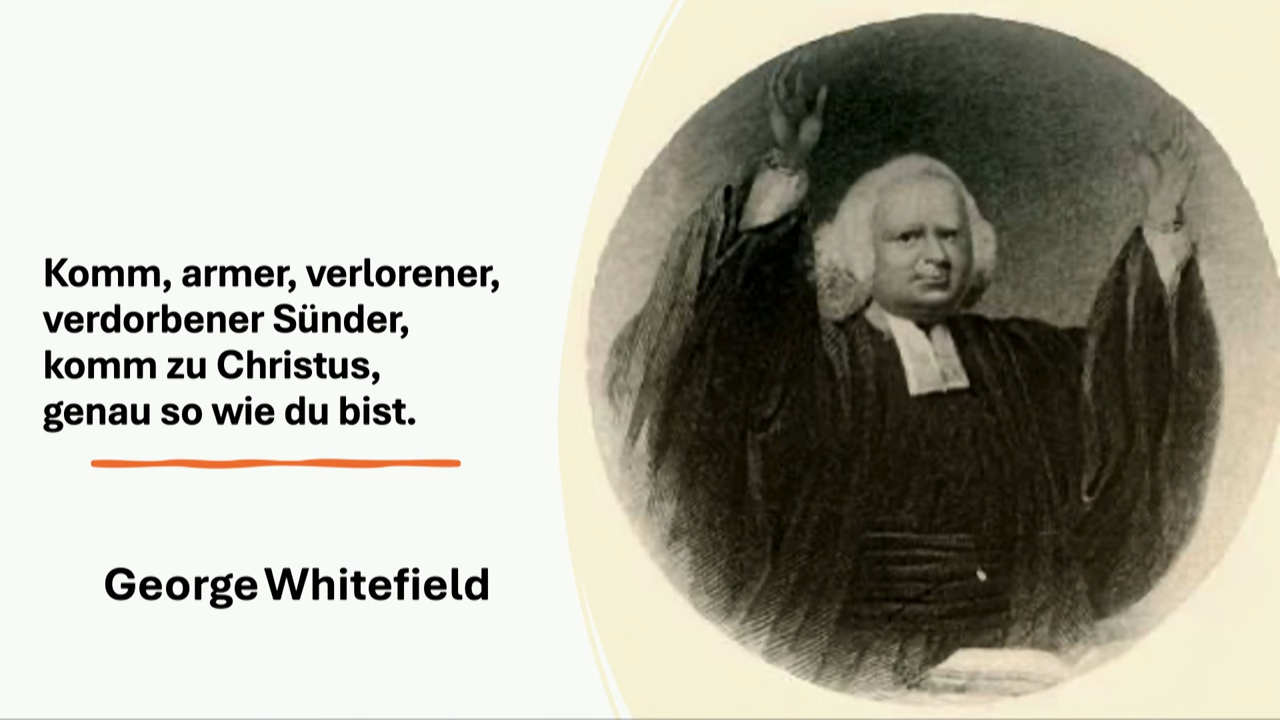 Komm, armer, verlorener,
verdorbener Sünder,
komm zu Christus,
genau so wie du bist.
George Whitefield